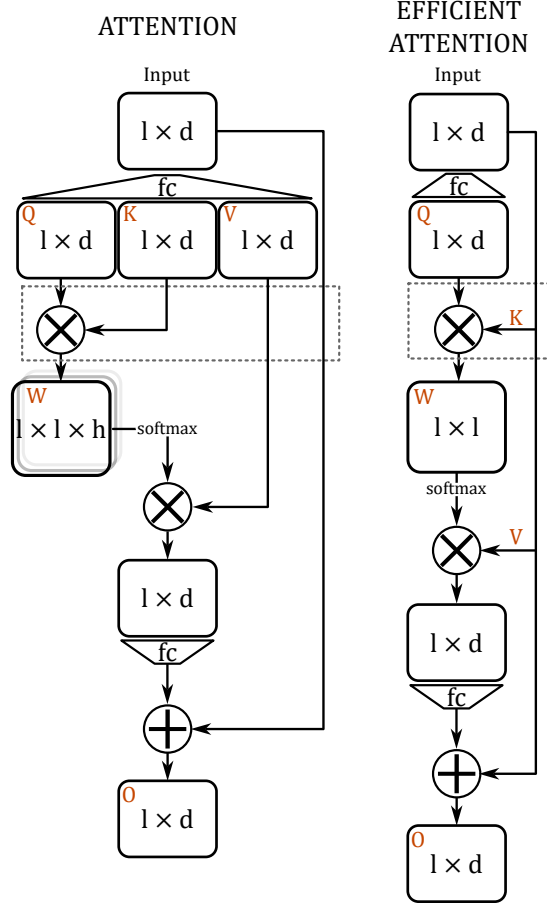 ATTENTION
Input
l × d
fc
Q
l × d
K
l × d
V
l × d
W
l × l × h
softmax
l × d
fc
O
l × d
EFFICIENT
ATTENTION
Input
l × d
fc
Q
l × d
K
W
l × l
softmax
V
l × d
fc
O
l × d